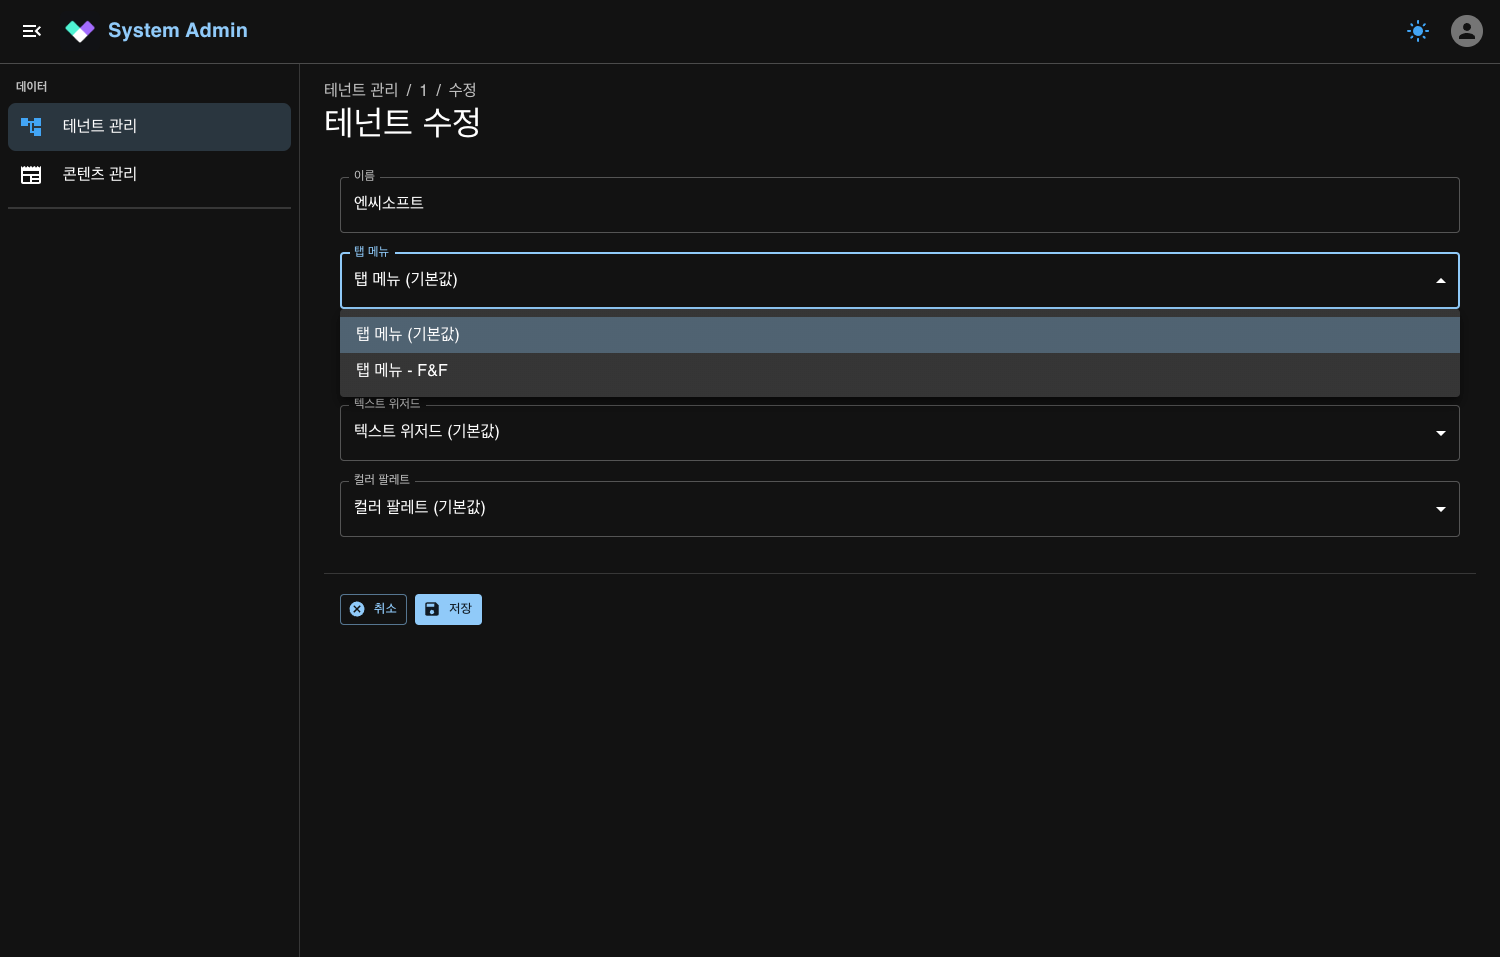 System Admin
데이터
테넌트 관리
콘텐츠 관리
테넌트 관리 / 1 / 수정
테넌트 수정
이름
엔씨소프트
탭 메뉴
탭 메뉴 (기본값)
탭 메뉴 (기본값)
탭 메뉴 - F&F
텍스트 위저드
텍스트 위저드 (기본값)
컬러 팔레트
컬러 팔레트 (기본값)
취소
저장